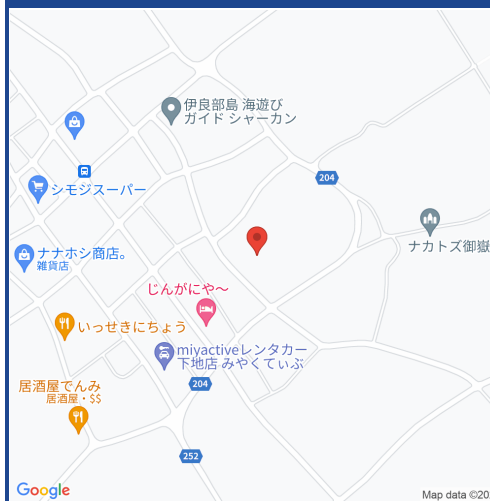 伊良部島 海遊び
ガイド シャーカン
204
シモジスーパー
ナカトズ御嶽
ナナホシ商店。
雑貨店
じんがにや〜
いっせきにちょう
miyactiveレンタカー
下地店 みやくてぃぶ
居酒屋でんみ
居酒屋・$$
204
252
Google
Map data ©20